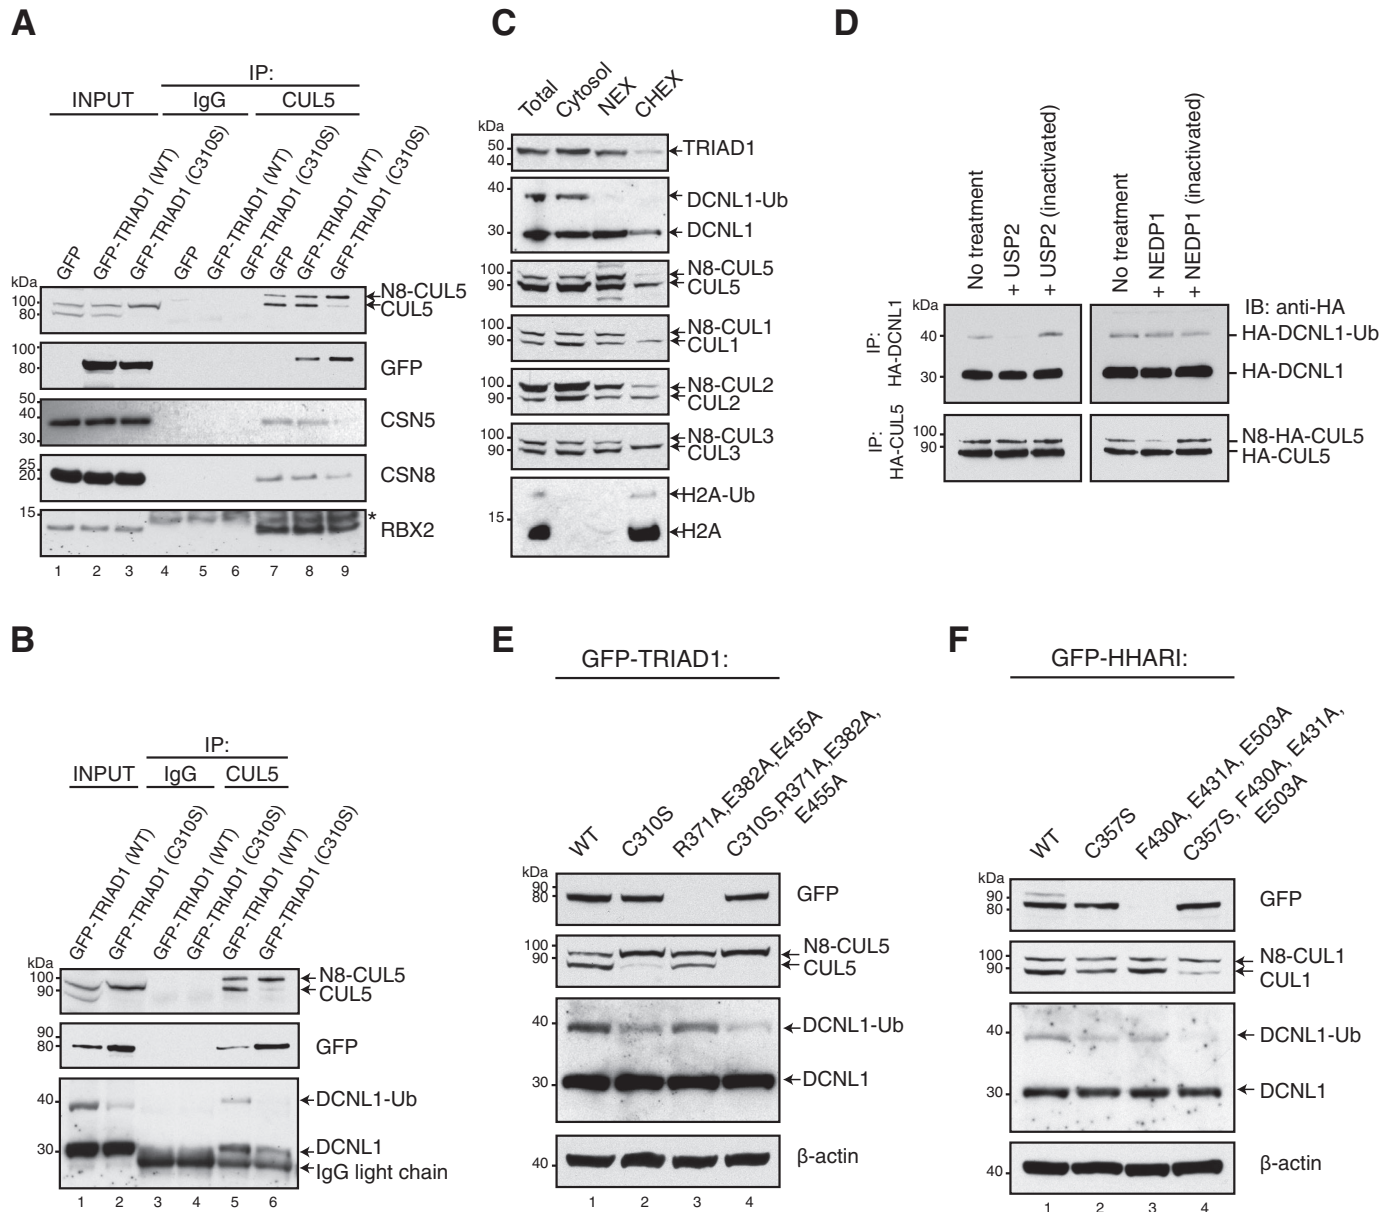 A
IP:
INPUT
IgG
CUL5
GFP
GFP-TRIAD1 (WT)
GFP-TRIAD1 (C310S)
GFP
GFP-TRIAD1 (WT)
GFP-TRIAD1 (C310S)
GFP
GFP-TRIAD1 (WT)
GFP-TRIAD1 (C310S)
kDa
100
80
N8-CUL5
CUL5
100
80
GFP
50
40
30
CSN5
25
20
CSN8
15
*
RBX2
1 2 3 4 5 6 7 8 9
B
IP:
INPUT
IgG
CUL5
GFP-TRIAD1 (WT)
GFP-TRIAD1 (C310S)
GFP-TRIAD1 (WT)
GFP-TRIAD1 (C310S)
GFP-TRIAD1 (WT)
GFP-TRIAD1 (C310S)
kDa
100
90
N8-CUL5
CUL5
90
80
GFP
40
30
DCNL1-Ub
DCNL1
IgG light chain
1 2 3 4 5 6
C
Total
Cytosol
NEX
CHEX
kDa
50
40
TRIAD1
40
30
DCNL1-Ub
DCNL1
100
90
N8-CUL5
CUL5
100
90
N8-CUL1
CUL1
100
90
N8-CUL2
CUL2
100
90
N8-CUL3
CUL3
15
H2A-Ub
H2A
D
No treatment
+ USP2
+ USP2 (inactivated)
No treatment
+ NEDP1
+ NEDP1 (inactivated)
IB: anti-HA
IP:
HA-DCNL1
kDa
40
30
HA-DCNL1-Ub
HA-DCNL1
IP:
HA-CUL5
100
90
N8-HA-CUL5
HA-CUL5
E
GFP-TRIAD1:
WT
C310S
R371A,E382A,E455A
C310S,R371A,E382A,
E455A
kDa
90
80
GFP
100
90
N8-CUL5
CUL5
40
30
DCNL1-Ub
DCNL1
40
β-actin
1 2 3 4
F
GFP-HHARI:
WT
C357S
F430A, E431A, E503A
C357S, F430A, E431A,
E503A
kDa
90
80
GFP
100
90
N8-CUL1
CUL1
40
30
DCNL1-Ub
DCNL1
40
β-actin
1 2 3 4